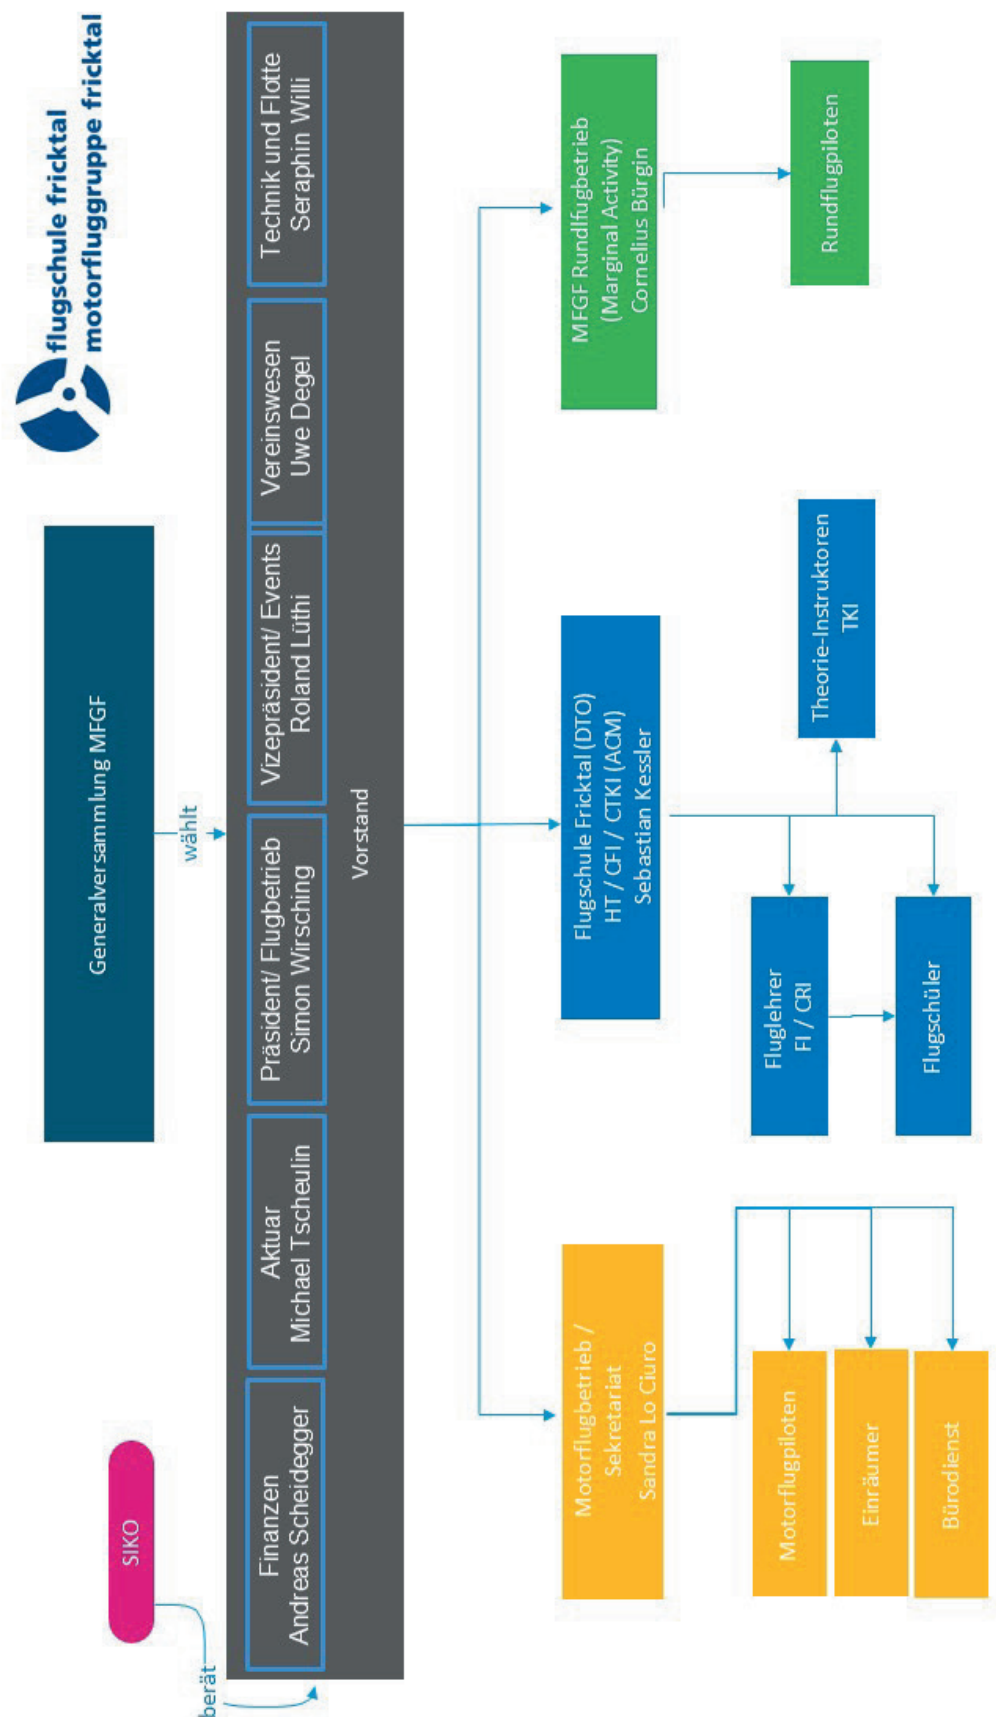 flugschule fricktal
motorfluggruppe fricktal
SIKO
Generalversammlung MFGF
berät
wählt
Finanzen
Andreas Scheidegger
Aktuar
Michael Tscheulin
Präsident/ Flugbetrieb
Simon Wirsching
Vizepräsident/ Events
Roland Lüthi
Vereinswesen
Uwe Degel
Technik und Flotte
Seraphin Willi
Vorstand
Motorflugbetrieb /
Sekretariat
Sandra Lo Ciuro
Flugschule Fricktal (DTO)
HT / CFI / CTKI (ACM)
Sebastian Kessler
MFGF Rundlfugbetrieb
(Marginal Activity)
Cornelius Bürgin
Motorflugpiloten
Einräumer
Bürodienst
Fluglehrer
FI / CRI
Flugschüler
Theorie-Instruktoren
TKI
Rundflugpiloten